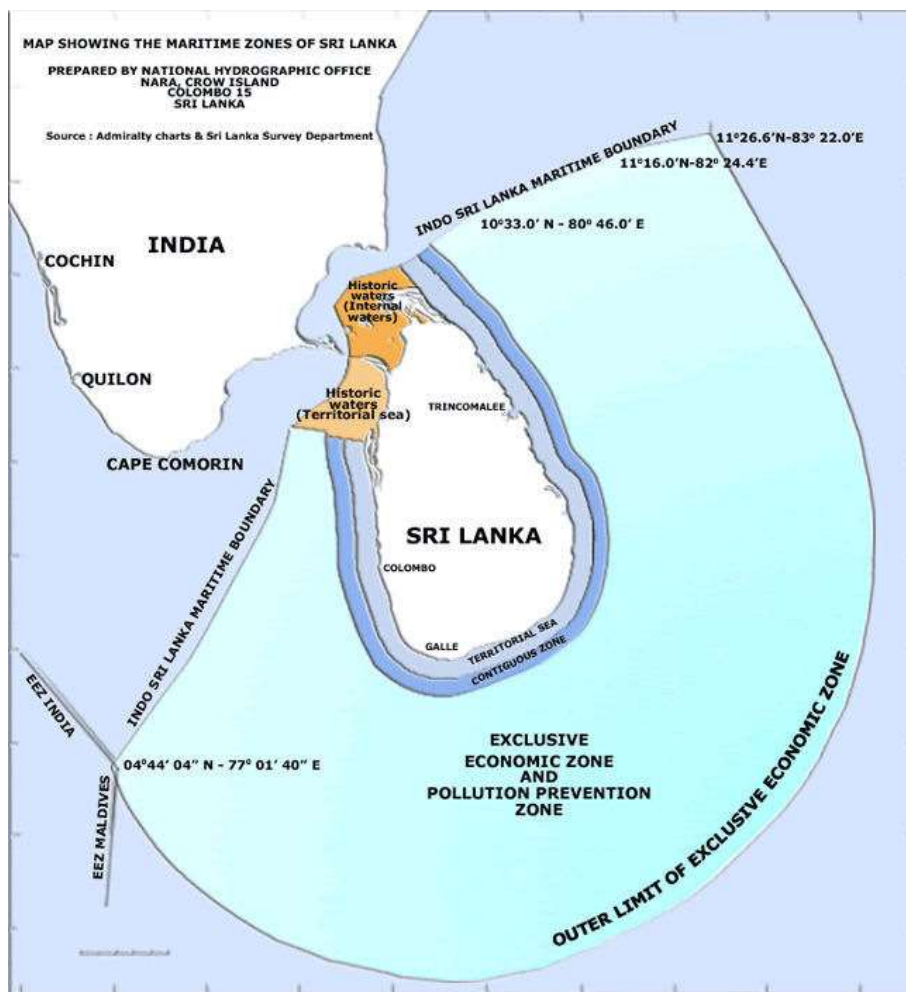 MAP SHOWING THE MARITIME ZONES OF SRI LANKA
PREPARED BY NATIONAL HYDROGRAPHIC OFFICE
NARA, CROW ISLAND
COLOMBO 15
SRI LANKA
Source : Admiralty charts & Sri Lanka Survey Department
INDO SRI LANKA MARITIME BOUNDARY
11°26.6'N-83° 22.0'E
11°16.0'N-82° 24.4'E
10°33.0' N - 80° 46.0' E
INDIA
COCHIN
Historic
waters
(Internal
waters)
QUILON
Historic
waters
(Territorial sea)
TRINCOMALEE
CAPE COMORIN
SRI LANKA
COLOMBO
INDO SRI LANKA MARITIME BOUNDARY
GALLE
TERRITORIAL SEA
CONTIGUOUS ZONE
EEZ INDIA
04°44' 04" N - 77° 01' 40" E
EEZ MALDIVES
EXCLUSIVE
ECONOMIC ZONE
AND
POLLUTION PREVENTION
ZONE
OUTER LIMIT OF EXCLUSIVE ECONOMIC ZONE